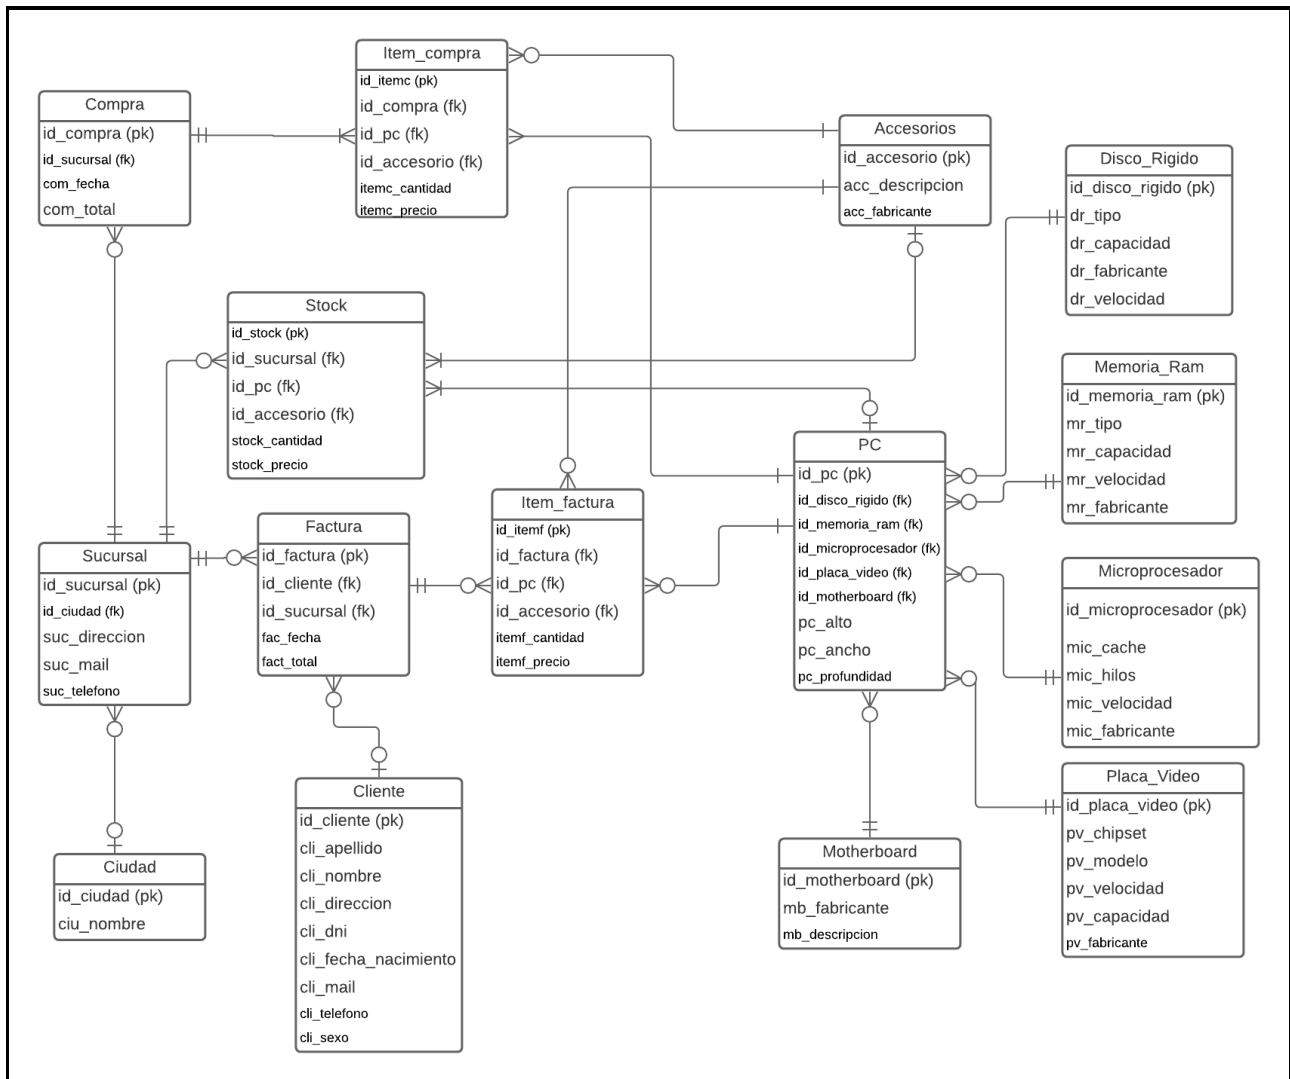 Item_compra
id_itemc (pk)
id_compra (fk)
id_pc (fk)
id_accesorio (fk)
itemc_cantidad
itemc_precio
Compra
id_compra (pk)
id_sucursal (fk)
com_fecha
com_total
Accesorios
id_accesorio (pk)
acc_descripcion
acc_fabricante
Disco_Rigido
id_disco_rigido (pk)
dr_tipo
dr_capacidad
dr_fabricante
dr_velocidad
Stock
id_stock (pk)
id_sucursal (fk)
id_pc (fk)
id_accesorio (fk)
stock_cantidad
stock_precio
Memoria_Ram
id_memoria_ram (pk)
mr_tipo
mr_capacidad
mr_velocidad
mr_fabricante
PC
id_pc (pk)
id_disco_rigido (fk)
id_memoria_ram (fk)
id_microprocesador (fk)
id_placa_video (fk)
id_motherboard (fk)
pc_alto
pc_ancho
pc_profundidad
Item_factura
id_itemf (pk)
id_factura (fk)
id_pc (fk)
id_accesorio (fk)
itemf_cantidad
itemf_precio
Factura
id_factura (pk)
id_cliente (fk)
id_sucursal (fk)
fac_fecha
fact_total
Sucursal
id_sucursal (pk)
id_ciudad (fk)
suc_direccion
suc_mail
suc_telefono
Microprocesador
id_microprocesador (pk)
mic_cache
mic_hilos
mic_velocidad
mic_fabricante
Placa_Video
id_placa_video (pk)
pv_chipset
pv_modelo
pv_velocidad
pv_capacidad
pv_fabricante
Cliente
id_cliente (pk)
cli_apellido
cli_nombre
cli_direccion
cli_dni
cli_fecha_nacimiento
cli_mail
cli_telefono
cli_sexo
Motherboard
id_motherboard (pk)
mb_fabricante
mb_descripcion
Ciudad
id_ciudad (pk)
ciu_nombre